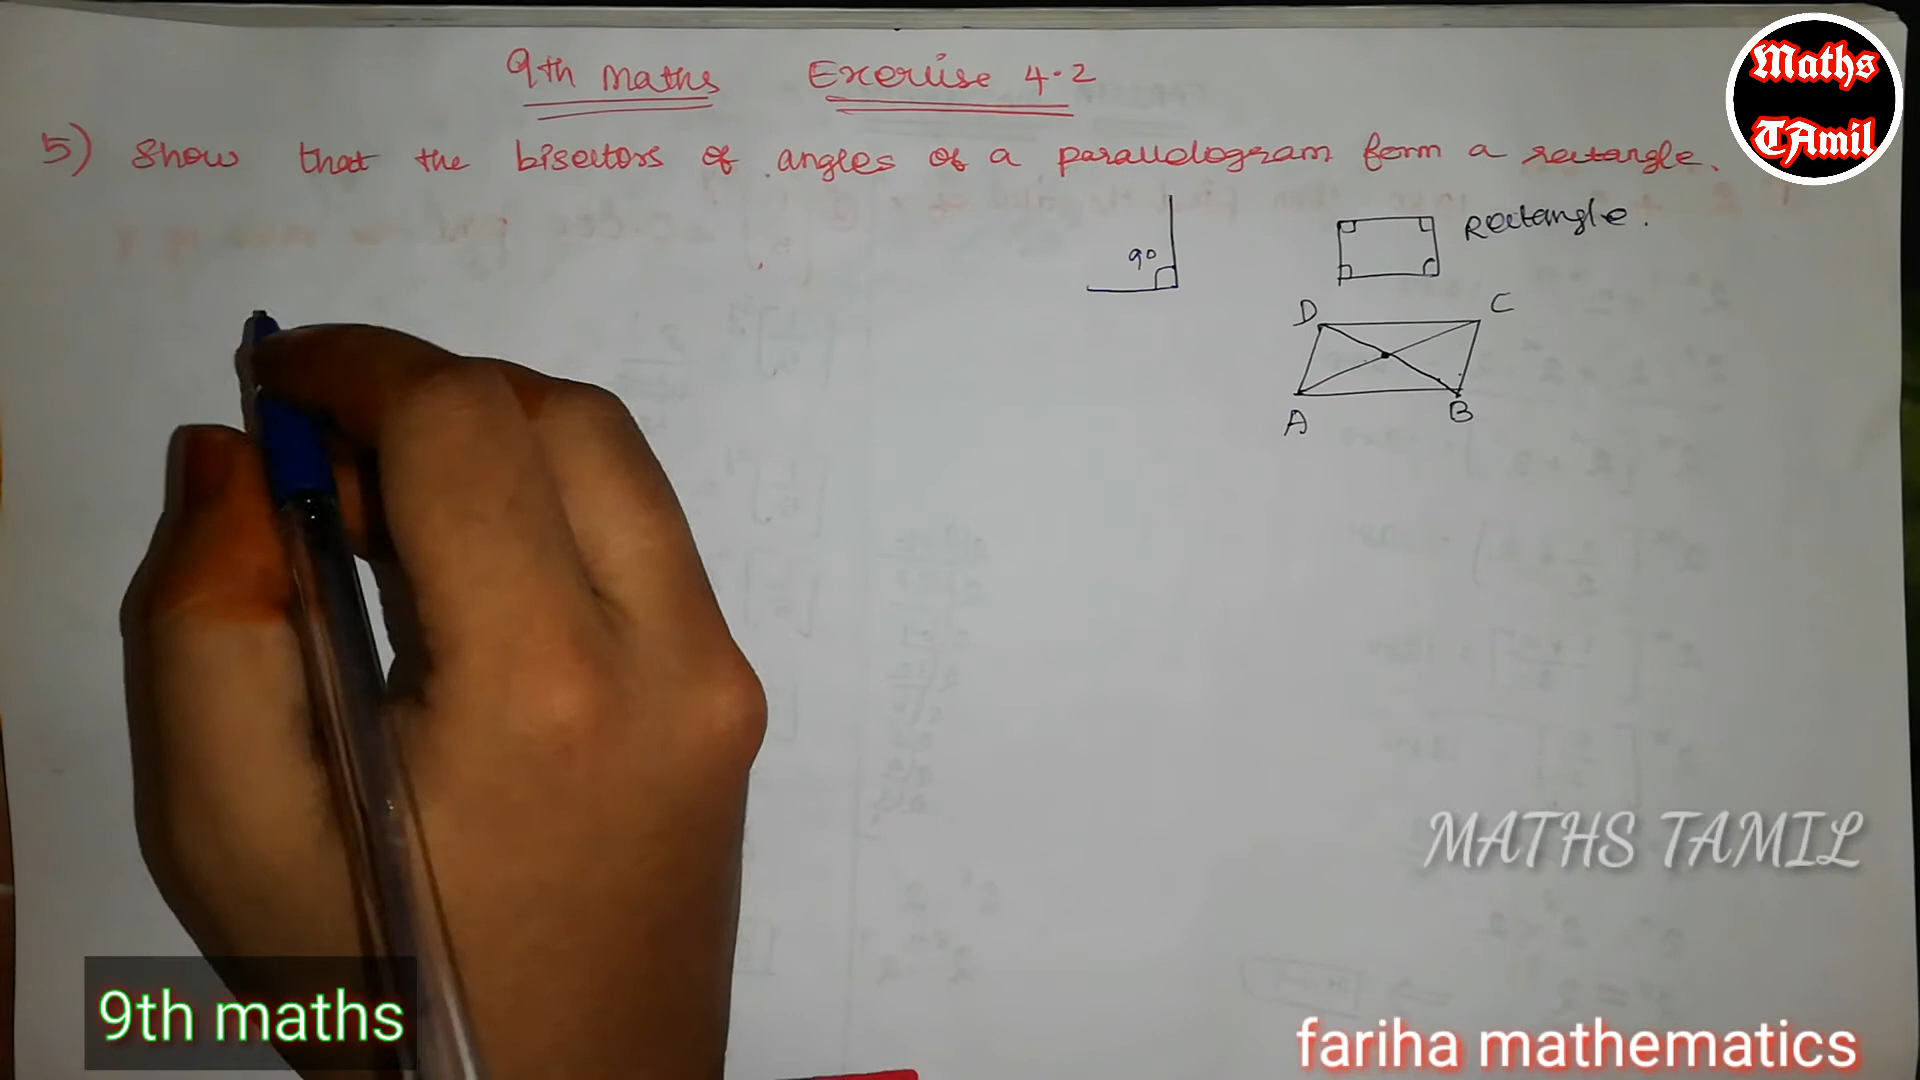 9th maths Exercise 4.2
Maths
TAmil
5) Show that the bisectors of angles of a parallelogram form a rectangle.
90
Rectangle.
D C
A B
MATHS TAMIL
9th maths
fariha mathematics